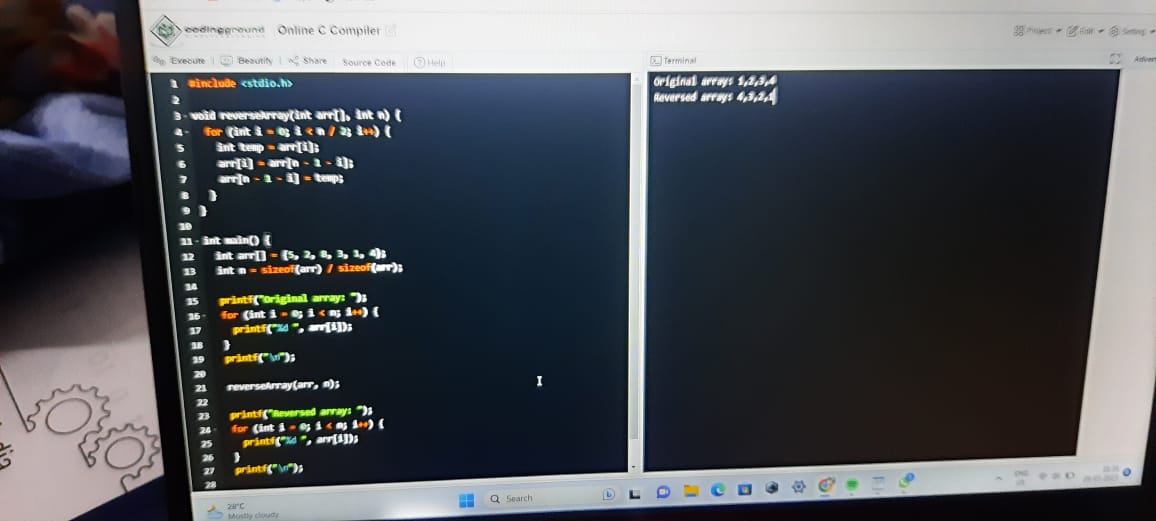 codingground Online C Compiler
Project Edit Setting
Execute | Beautify | Share Source Code Help
Terminal
Adven
1 #include <stdio.h>
2
3 void reverseArray(int arr[], int n) {
4 for (int i = 0; i < n / 2; i++) {
5 int temp = arr[i];
6 arr[i] = arr[n - 1 - i];
7 arr[n - 1 - i] = temp;
8 }
9 }
10
11 int main() {
12 int arr[] = {5, 2, 8, 3, 1, 4};
13 int n = sizeof(arr) / sizeof(arr);
14
15 printf("Original array: ");
16 for (int i = 0; i < n; i++) {
17 printf("%d ", arr[i]);
18 }
19 printf("\n");
20
21 reverseArray(arr, n);
22
23 printf("Reversed array: ");
24 for (int i = 0; i < n; i++) {
25 printf("%d ", arr[i]);
26 }
27 printf("\n");
28
Original array: 1,2,3,4
Reversed array: 4,3,2,1
28°C
Mostly cloudy
Search
ENG